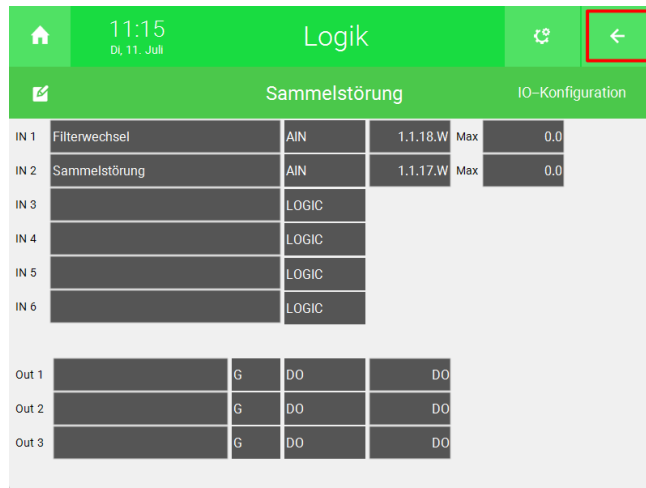 11:15 Logik
Di, 11. Juli
Sammelstörung IO-Konfiguration
IN 1 Filterwechsel AIN 1.1.18.W Max 0.0
IN 2 Sammelstörung AIN 1.1.17.W Max 0.0
IN 3 LOGIC
IN 4 LOGIC
IN 5 LOGIC
IN 6 LOGIC
Out 1 G DO DO
Out 2 G DO DO
Out 3 G DO DO